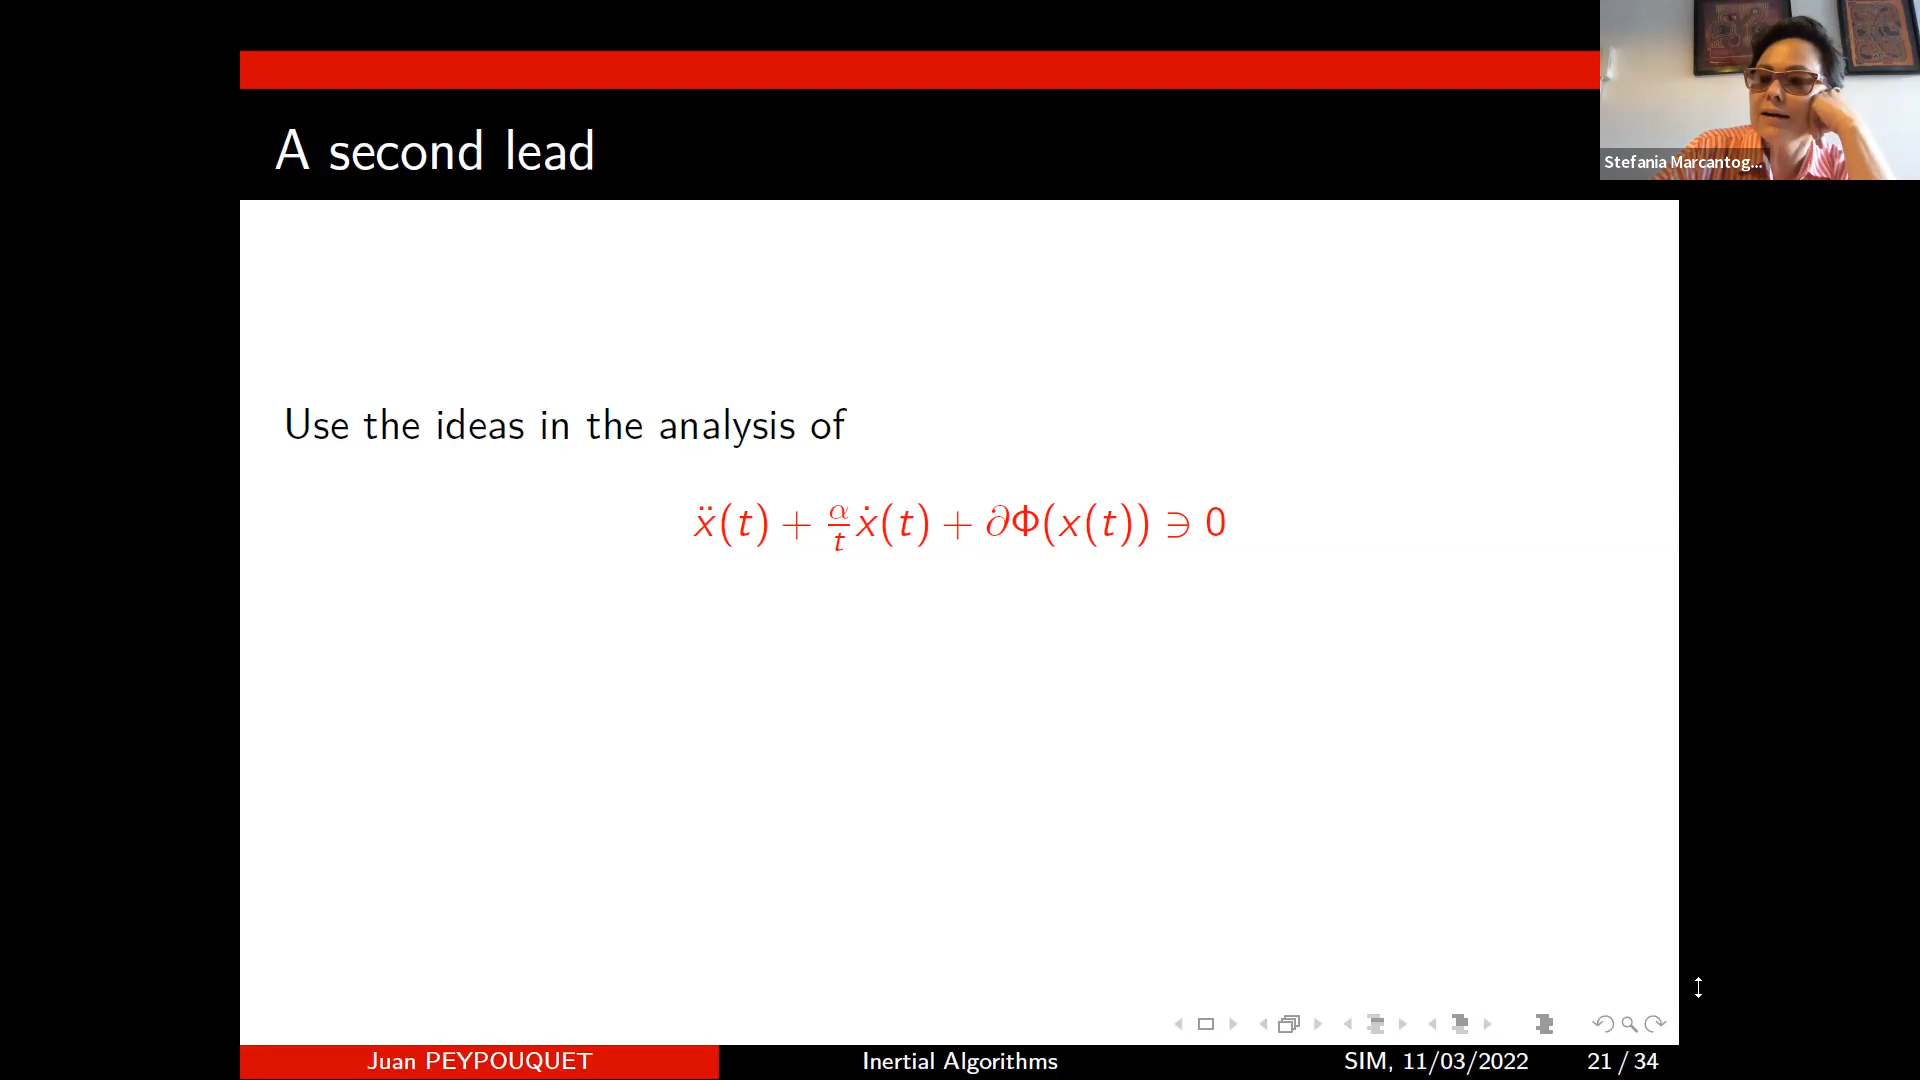 A second lead
Stefania Marcantog...
Use the ideas in the analysis of
ẍ(t) + α/t ẋ(t) + ∂Φ(x(t)) ∋ 0
Juan PEYPOUQUET Inertial Algorithms SIM, 11/03/2022 21 / 34